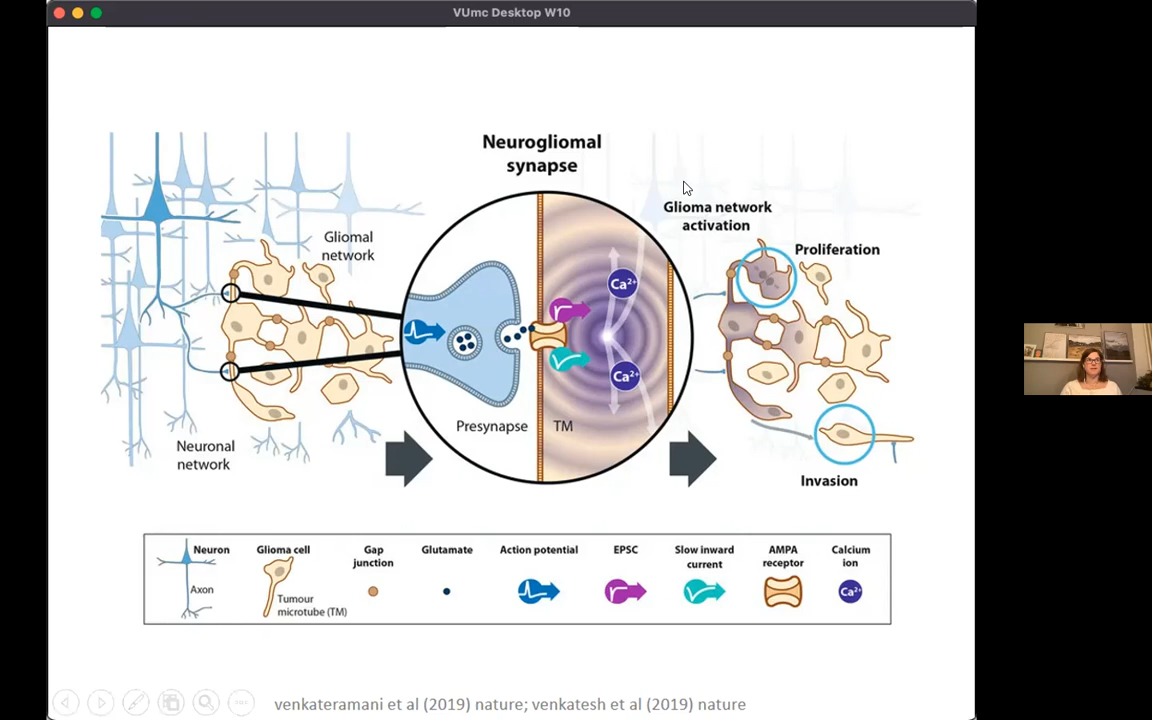 VUmc Desktop W10
Neurogliomal
synapse
Glioma network
activation
Gliomal
network
Proliferation
Ca²⁺
Ca²⁺
Presynapse
TM
Neuronal
network
Invasion
Neuron
Axon
Glioma cell
Tumour
microtube (TM)
Gap
junction
Glutamate
Action potential
EPSC
Slow inward
current
AMPA
receptor
Calcium
ion
Ca²⁺
venkateramani et al (2019) nature; venkatesh et al (2019) nature